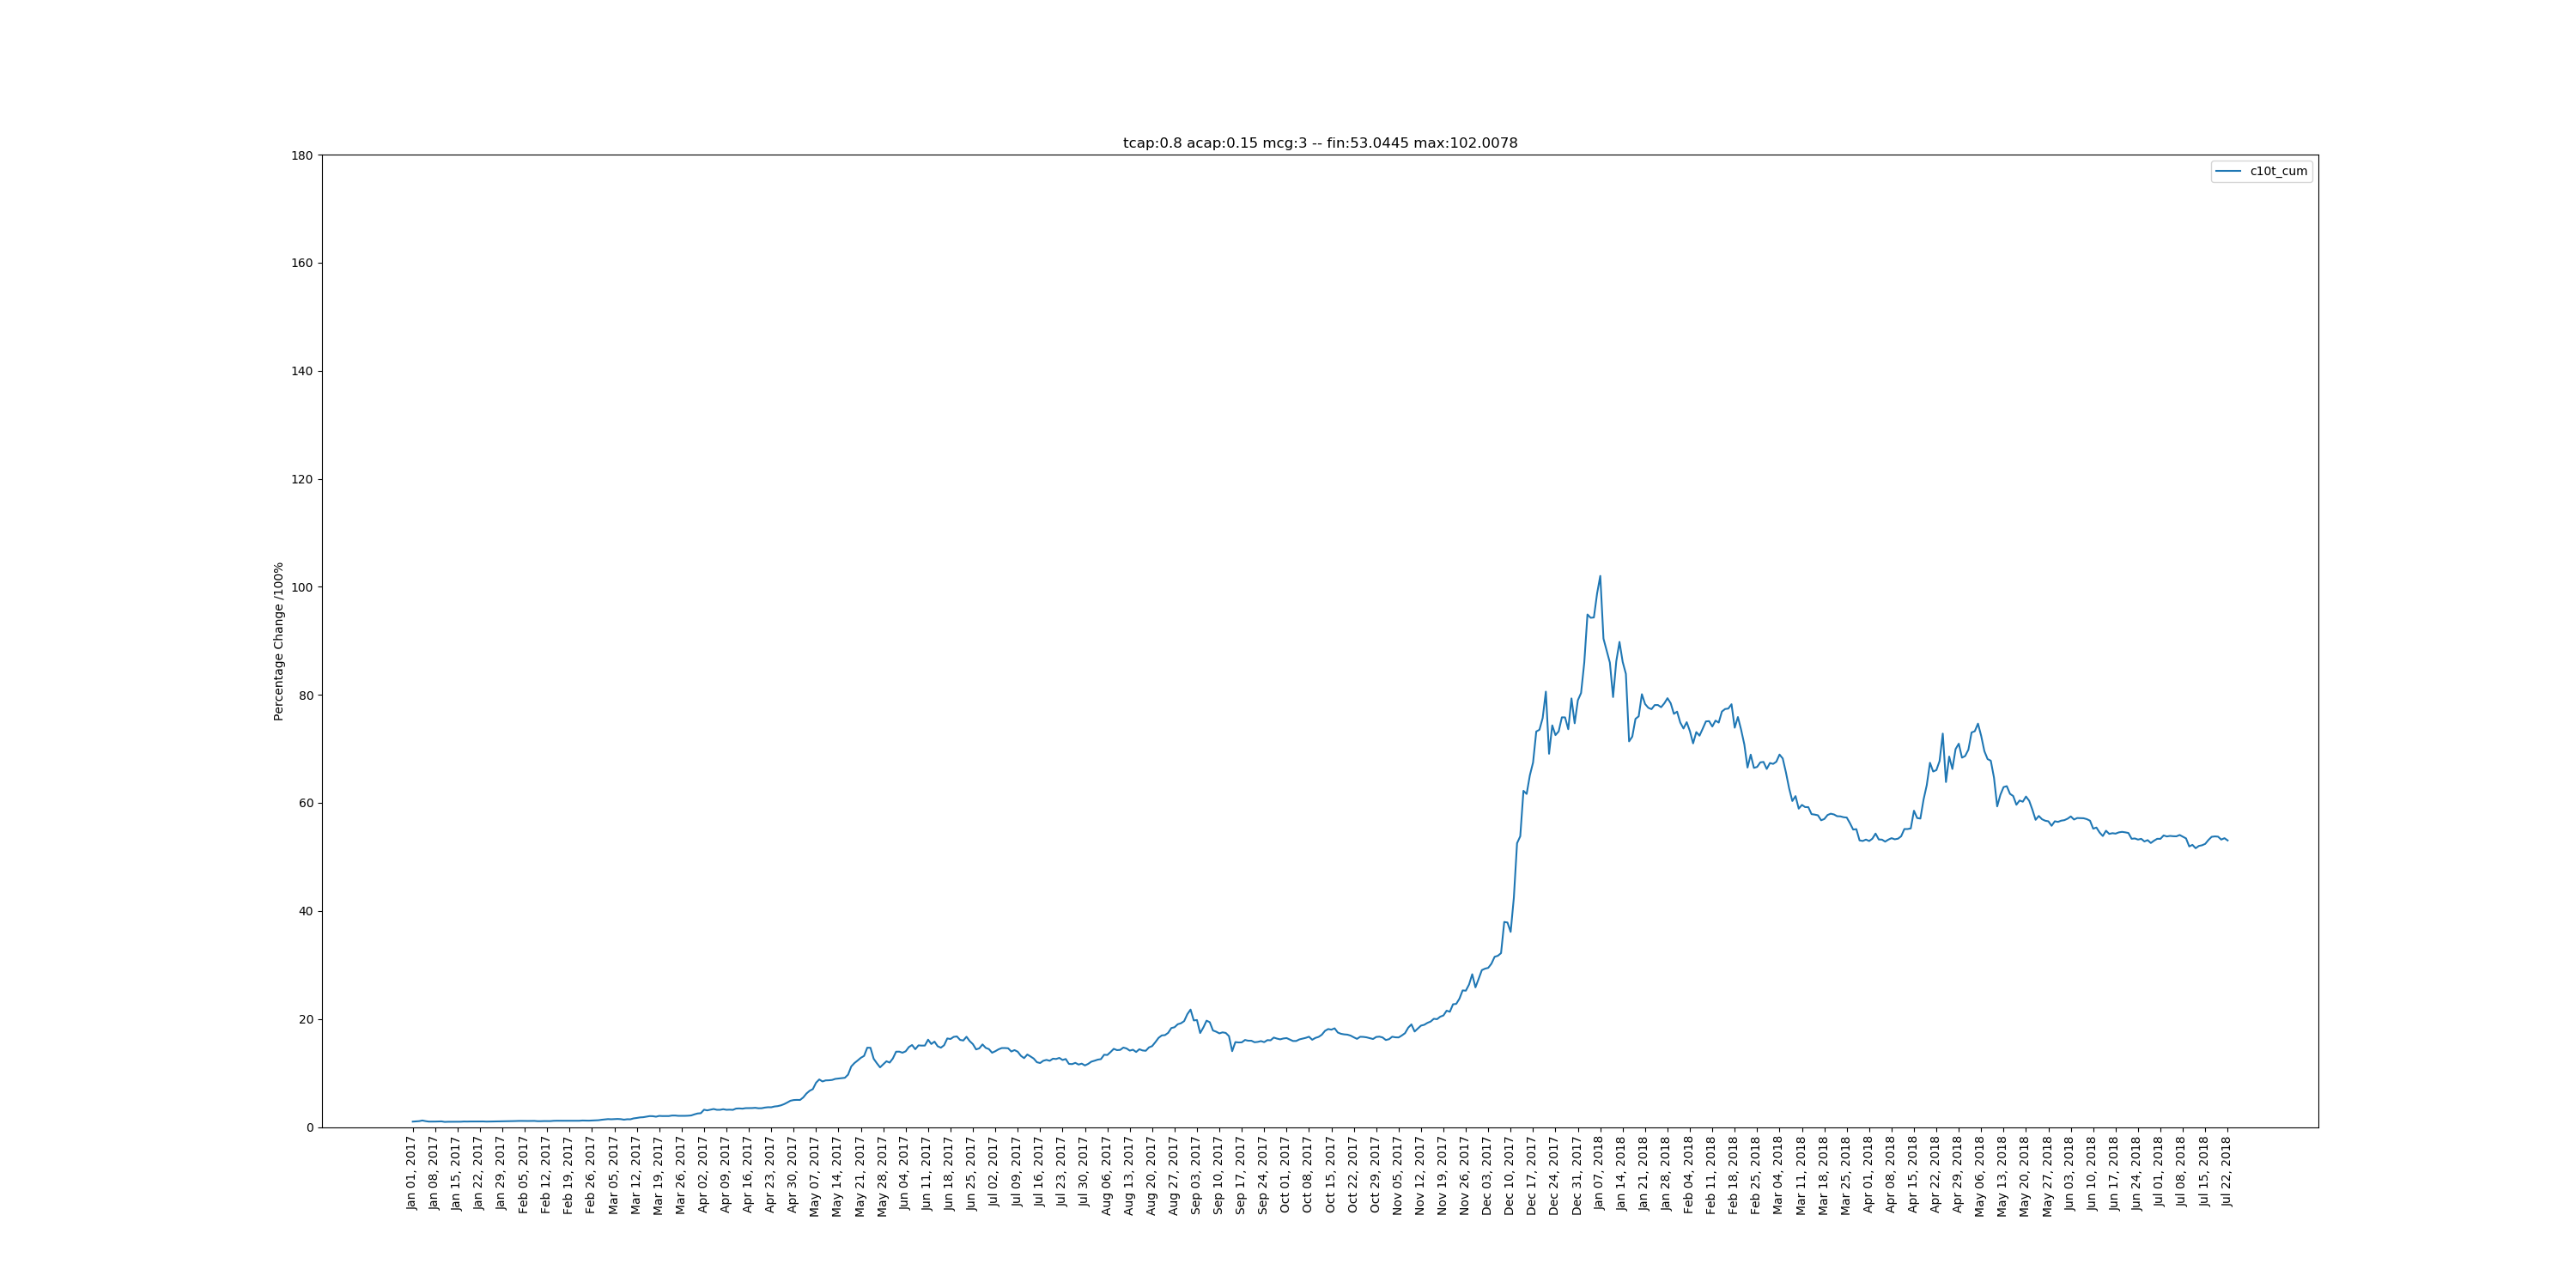 tcap:0.8 acap:0.15 mcg:3 -- fin:53.0445 max:102.0078
c10t_cum
Percentage Change /100%
180
160
140
120
100
80
60
40
20
0
Jan 01, 2017
Jan 08, 2017
Jan 15, 2017
Jan 22, 2017
Jan 29, 2017
Feb 05, 2017
Feb 12, 2017
Feb 19, 2017
Feb 26, 2017
Mar 05, 2017
Mar 12, 2017
Mar 19, 2017
Mar 26, 2017
Apr 02, 2017
Apr 09, 2017
Apr 16, 2017
Apr 23, 2017
Apr 30, 2017
May 07, 2017
May 14, 2017
May 21, 2017
May 28, 2017
Jun 04, 2017
Jun 11, 2017
Jun 18, 2017
Jun 25, 2017
Jul 02, 2017
Jul 09, 2017
Jul 16, 2017
Jul 23, 2017
Jul 30, 2017
Aug 06, 2017
Aug 13, 2017
Aug 20, 2017
Aug 27, 2017
Sep 03, 2017
Sep 10, 2017
Sep 17, 2017
Sep 24, 2017
Oct 01, 2017
Oct 08, 2017
Oct 15, 2017
Oct 22, 2017
Oct 29, 2017
Nov 05, 2017
Nov 12, 2017
Nov 19, 2017
Nov 26, 2017
Dec 03, 2017
Dec 10, 2017
Dec 17, 2017
Dec 24, 2017
Dec 31, 2017
Jan 07, 2018
Jan 14, 2018
Jan 21, 2018
Jan 28, 2018
Feb 04, 2018
Feb 11, 2018
Feb 18, 2018
Feb 25, 2018
Mar 04, 2018
Mar 11, 2018
Mar 18, 2018
Mar 25, 2018
Apr 01, 2018
Apr 08, 2018
Apr 15, 2018
Apr 22, 2018
Apr 29, 2018
May 06, 2018
May 13, 2018
May 20, 2018
May 27, 2018
Jun 03, 2018
Jun 10, 2018
Jun 17, 2018
Jun 24, 2018
Jul 01, 2018
Jul 08, 2018
Jul 15, 2018
Jul 22, 2018